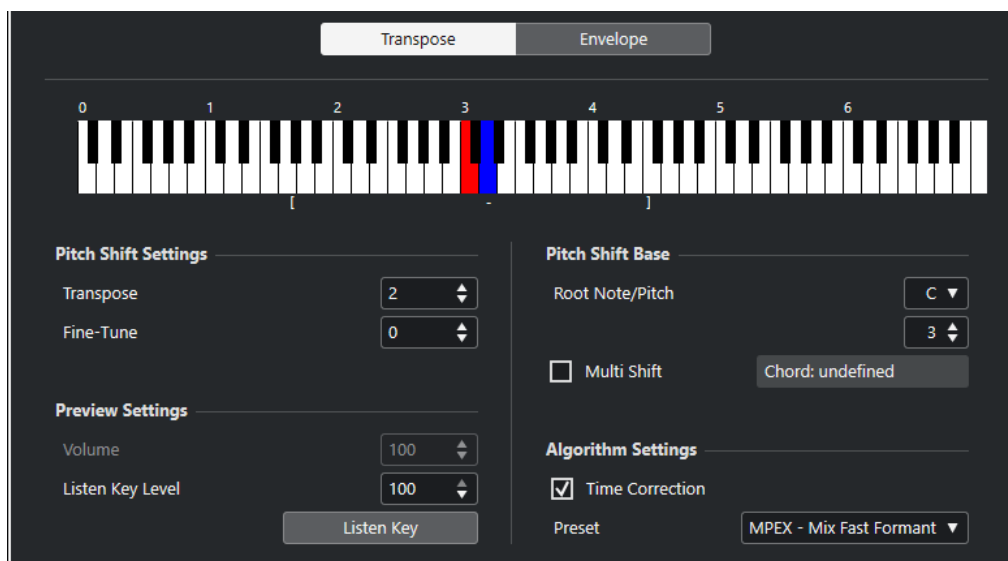 Transpose Envelope
0 1 2 3 4 5 6
[ - ]
Pitch Shift Settings
Transpose 2
Fine-Tune 0
Preview Settings
Volume 100
Listen Key Level 100
Listen Key
Pitch Shift Base
Root Note/Pitch C
3
Multi Shift Chord: undefined
Algorithm Settings
Time Correction
Preset MPEX - Mix Fast Formant